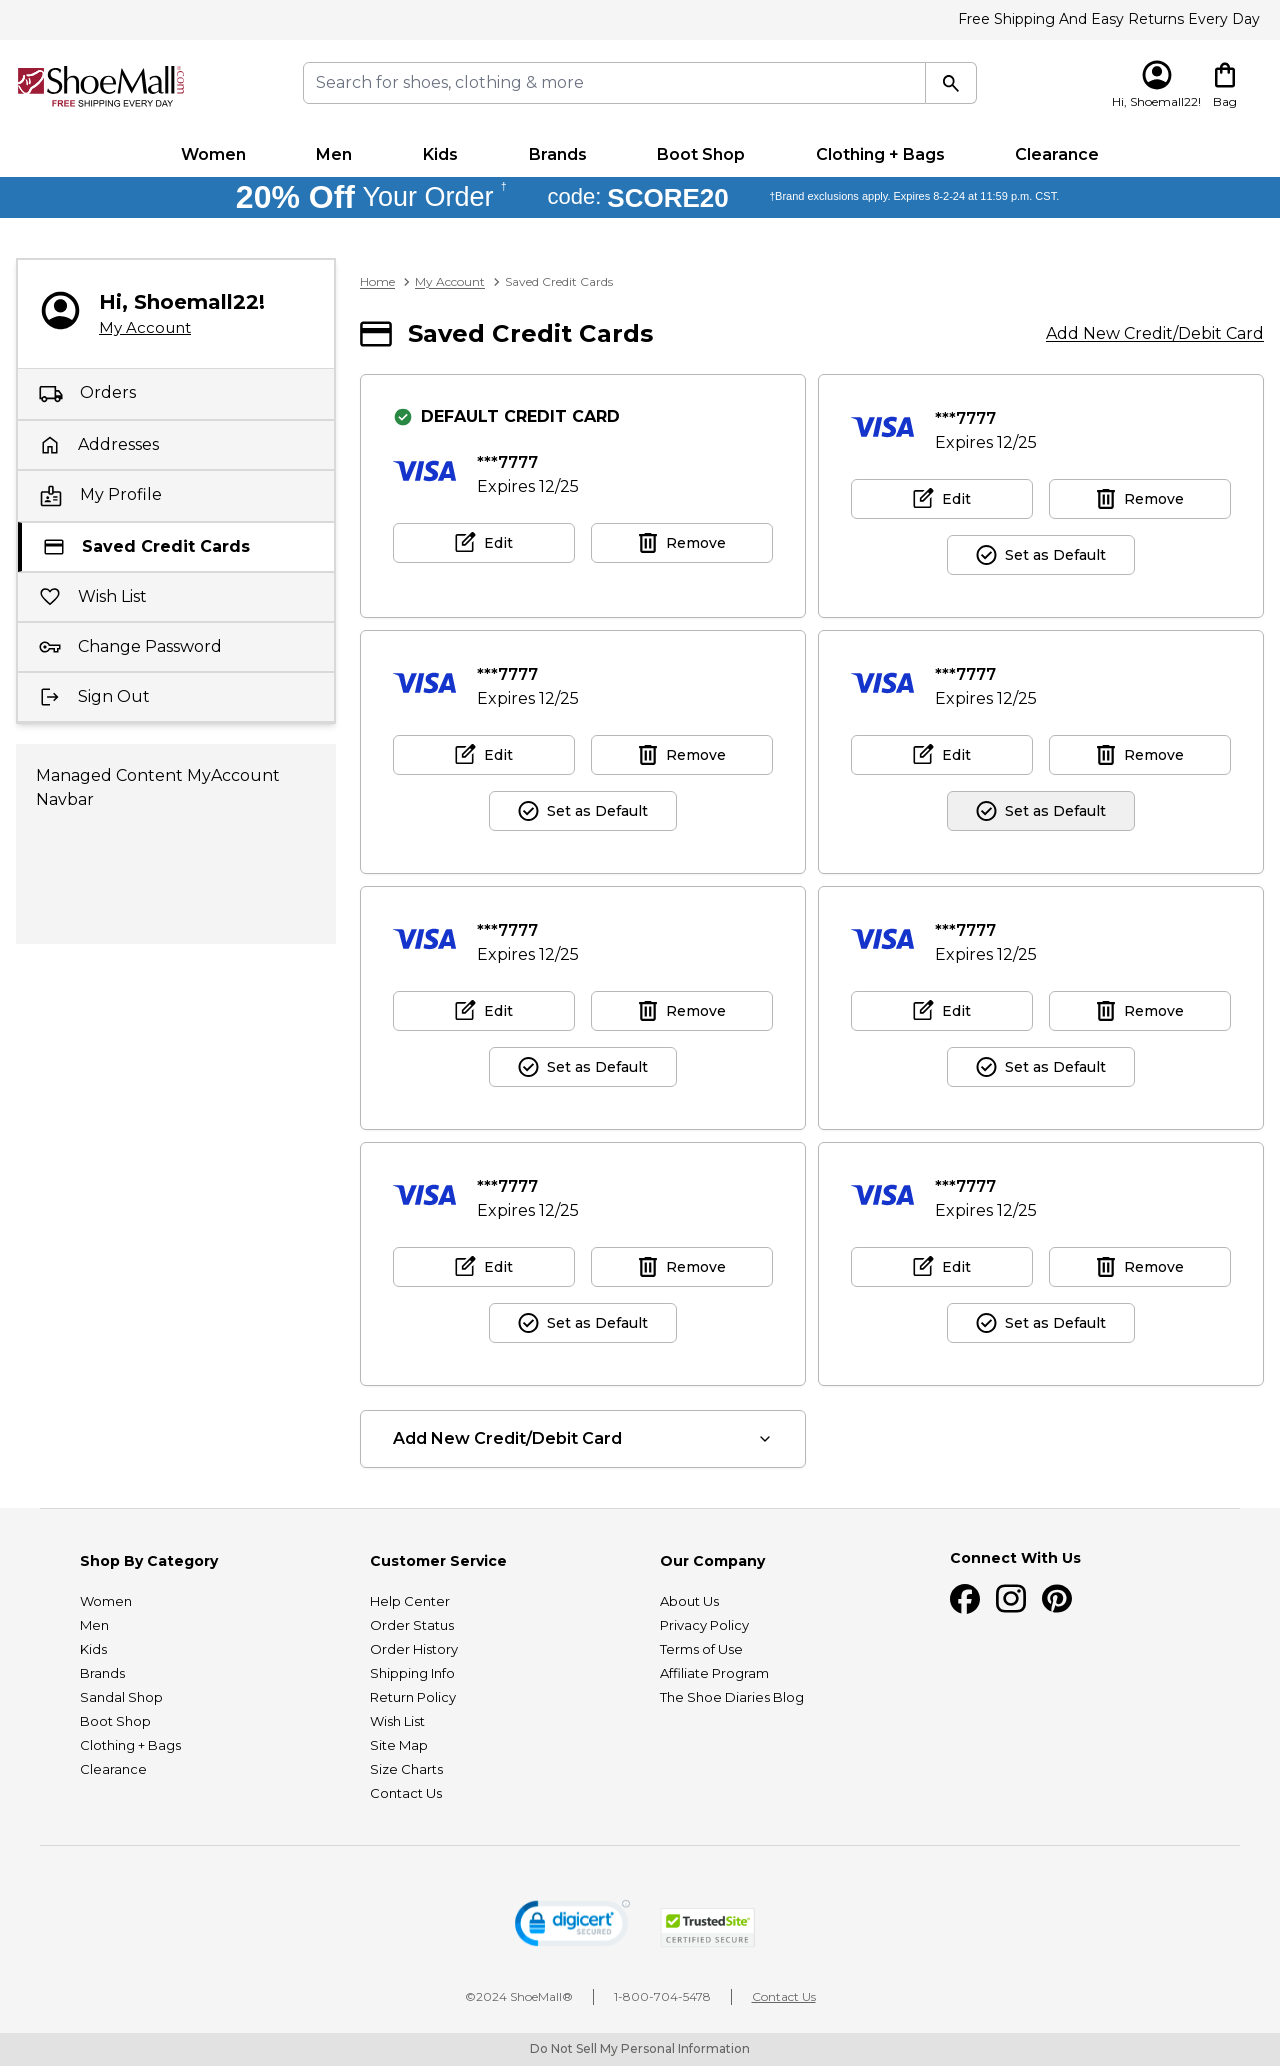 Free Shipping And Easy Returns Every Day
ShoeMall®.com
FREE SHIPPING EVERY DAY
Search for shoes, clothing & more
Hi, Shoemall22!
Bag
Women Men Kids Brands Boot Shop Clothing + Bags Clearance
20% Off Your Order † code: SCORE20 †Brand exclusions apply. Expires 8-2-24 at 11:59 p.m. CST.
Hi, Shoemall22!
My Account
Orders
Addresses
My Profile
Saved Credit Cards
Wish List
Change Password
Sign Out
Managed Content MyAccount
Navbar
Home > My Account > Saved Credit Cards
Saved Credit Cards
Add New Credit/Debit Card
DEFAULT CREDIT CARD
VISA ***7777
Expires 12/25
Edit Remove
VISA ***7777
Expires 12/25
Edit Remove
Set as Default
VISA ***7777
Expires 12/25
Edit Remove
Set as Default
VISA ***7777
Expires 12/25
Edit Remove
Set as Default
VISA ***7777
Expires 12/25
Edit Remove
Set as Default
VISA ***7777
Expires 12/25
Edit Remove
Set as Default
VISA ***7777
Expires 12/25
Edit Remove
Set as Default
VISA ***7777
Expires 12/25
Edit Remove
Set as Default
Add New Credit/Debit Card
Shop By Category
Women
Men
Kids
Brands
Sandal Shop
Boot Shop
Clothing + Bags
Clearance
Customer Service
Help Center
Order Status
Order History
Shipping Info
Return Policy
Wish List
Site Map
Size Charts
Contact Us
Our Company
About Us
Privacy Policy
Terms of Use
Affiliate Program
The Shoe Diaries Blog
Connect With Us
digicert
SECURED
TrustedSite
CERTIFIED SECURE
©2024 ShoeMall® | 1-800-704-5478 | Contact Us
Do Not Sell My Personal Information